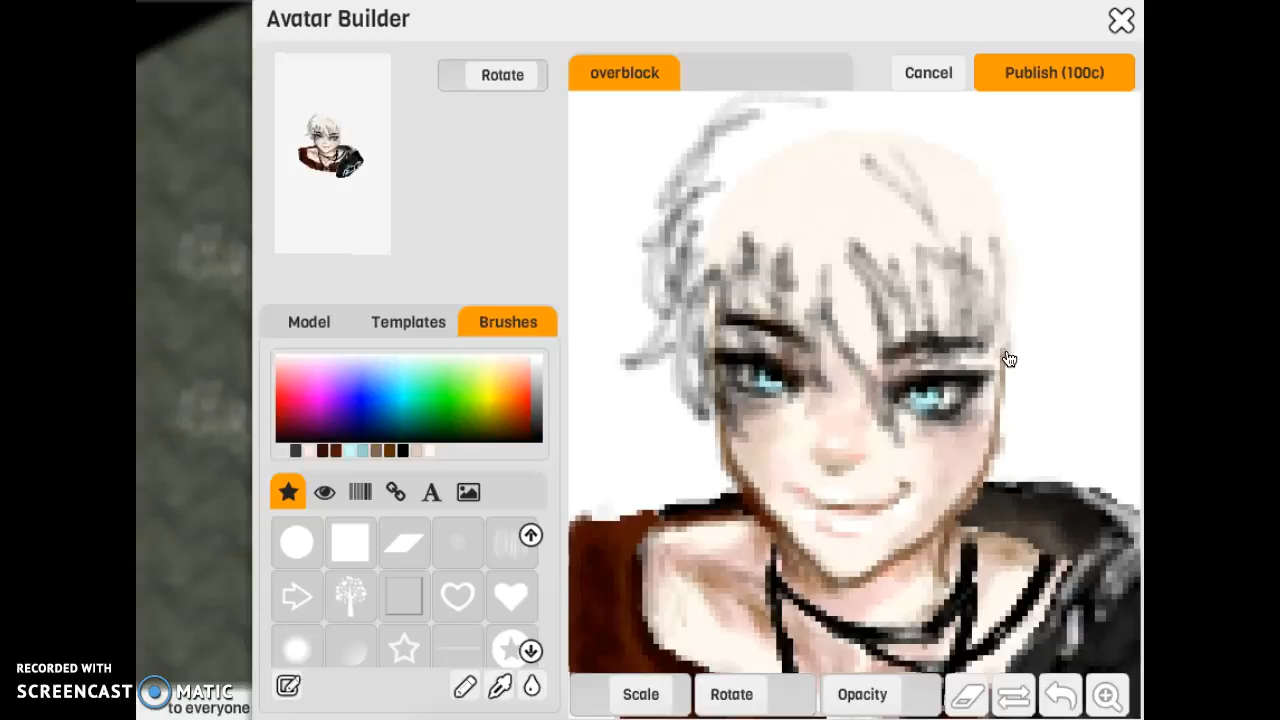 Avatar Builder
Rotate
overblock
Cancel
Publish (100c)
Model
Templates
Brushes
A
Scale
Rotate
Opacity
RECORDED WITH
SCREENCAST MATIC
to everyone